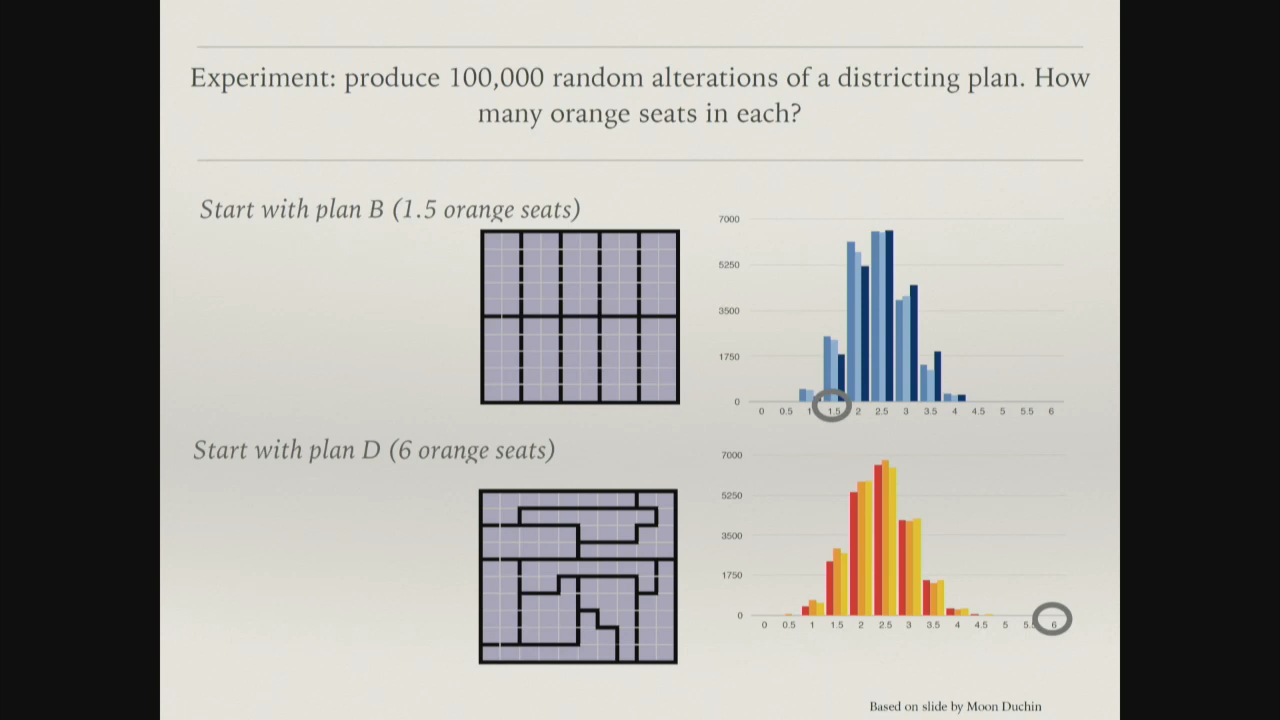 Experiment: produce 100,000 random alterations of a districting plan. How
many orange seats in each?
Start with plan B (1.5 orange seats)
7000
5250
3500
1750
0
0 0.5 1 1.5 2 2.5 3 3.5 4 4.5 5 5.5 6
Start with plan D (6 orange seats)
7000
5250
3500
1750
0
0 0.5 1 1.5 2 2.5 3 3.5 4 4.5 5 5.5 6
Based on slide by Moon Duchin